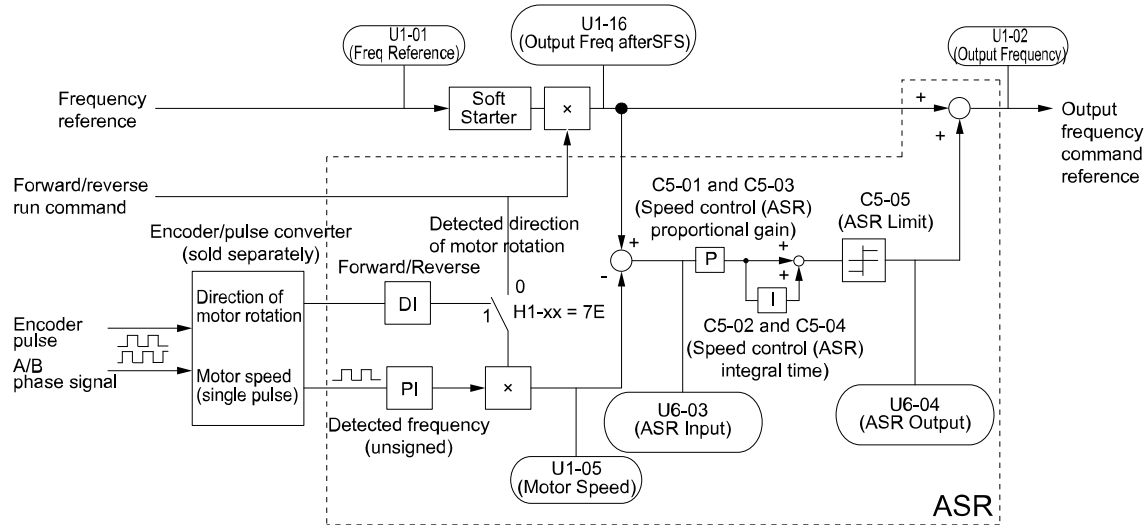 U1-01
(Freq Reference)
U1-16
(Output Freq afterSFS)
U1-02
(Output Frequency)
Frequency
reference
Soft
Starter
×
+
+
Output
frequency
command
reference
Forward/reverse
run command
Detected direction
of motor rotation
C5-01 and C5-03
(Speed control (ASR)
proportional gain)
C5-05
(ASR Limit)
Encoder/pulse converter
(sold separately)
Forward/Reverse
+
-
P
+
+
I
Direction of
motor rotation
DI
0
1
H1-xx = 7E
C5-02 and C5-04
(Speed control (ASR)
integral time)
Encoder
pulse
A/B
phase signal
Motor speed
(single pulse)
PI
×
Detected frequency
(unsigned)
U6-03
(ASR Input)
U6-04
(ASR Output)
U1-05
(Motor Speed)
ASR